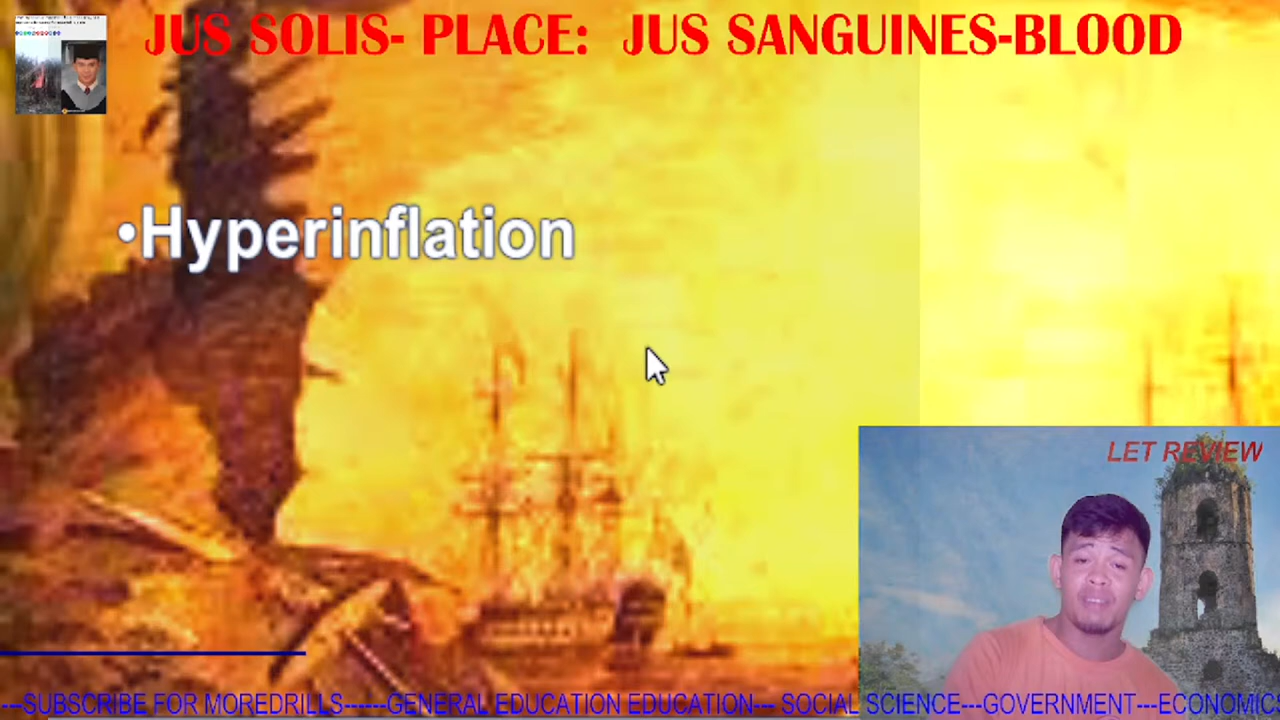 JUS SOLIS- PLACE: JUS SANGUINES-BLOOD
•Hyperinflation
LET REVIEW
---SUBSCRIBE FOR MOREDRILLS------GENERAL EDUCATION EDUCATION--- SOCIAL SCIENCE---GOVERNMENT---ECONOMICS